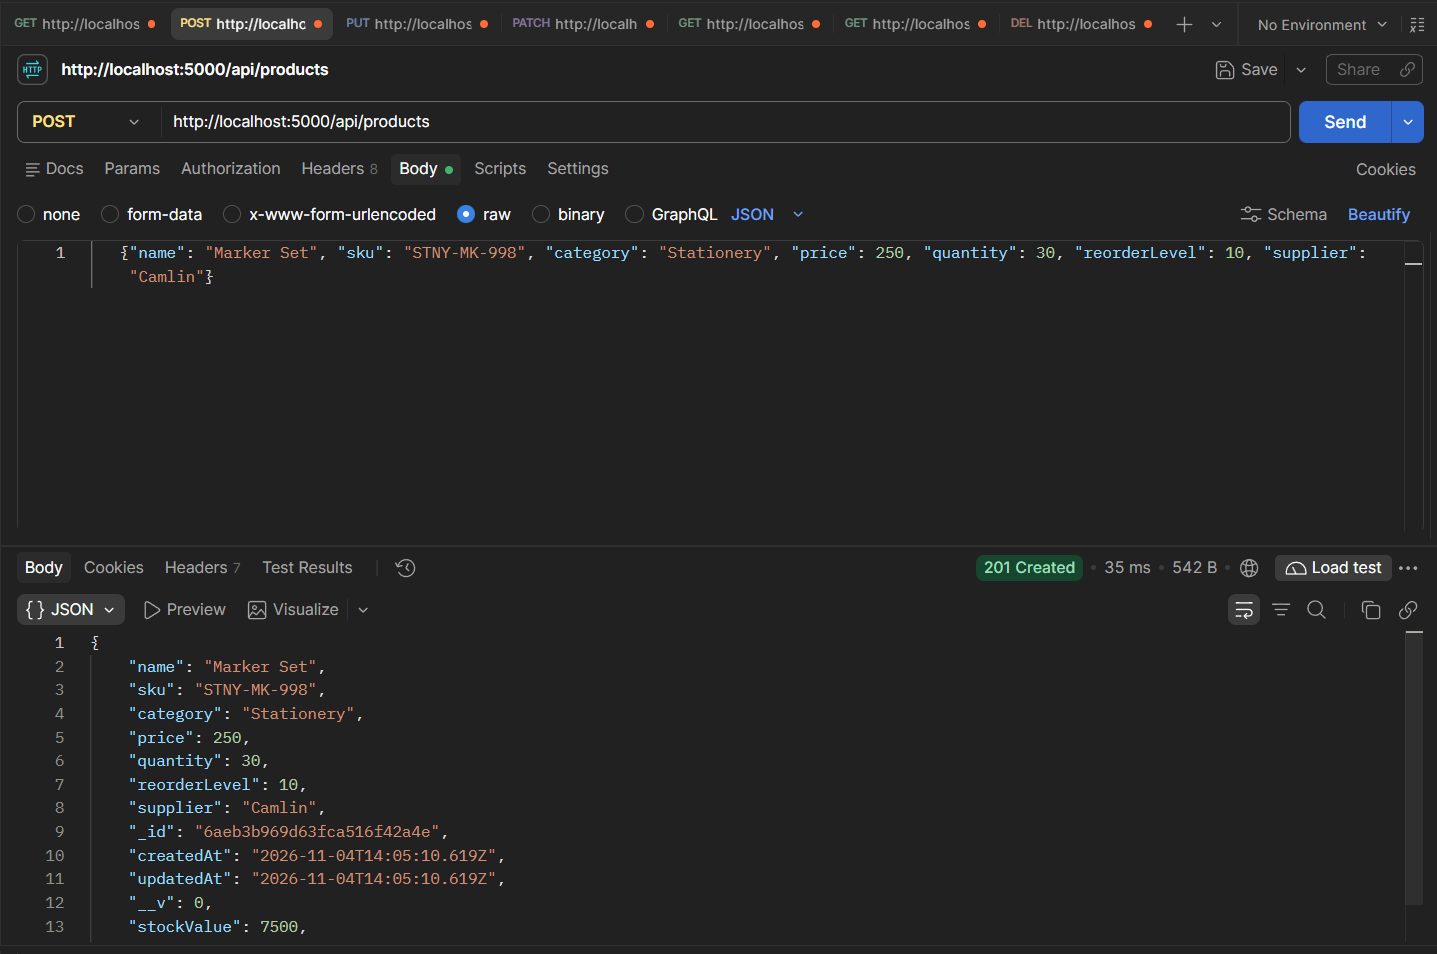 GET http://localhos POST http://localhc PUT http://localhos PATCH http://localh GET http://localhos GET http://localhos DEL http://localhos No Environment
HTTP http://localhost:5000/api/products Save Share
POST http://localhost:5000/api/products Send
Docs Params Authorization Headers 8 Body Scripts Settings Cookies
none form-data x-www-form-urlencoded raw binary GraphQL JSON Schema Beautify
1 {"name": "Marker Set", "sku": "STNY-MK-998", "category": "Stationery", "price": 250, "quantity": 30, "reorderLevel": 10, "supplier":
"Camlin"}
Body Cookies Headers 7 Test Results 201 Created 35 ms 542 B Load test
{} JSON Preview Visualize
1 {
2 "name": "Marker Set",
3 "sku": "STNY-MK-998",
4 "category": "Stationery",
5 "price": 250,
6 "quantity": 30,
7 "reorderLevel": 10,
8 "supplier": "Camlin",
9 "_id": "6aeb3b969d63fca516f42a4e",
10 "createdAt": "2026-11-04T14:05:10.619Z",
11 "updatedAt": "2026-11-04T14:05:10.619Z",
12 "__v": 0,
13 "stockValue": 7500,